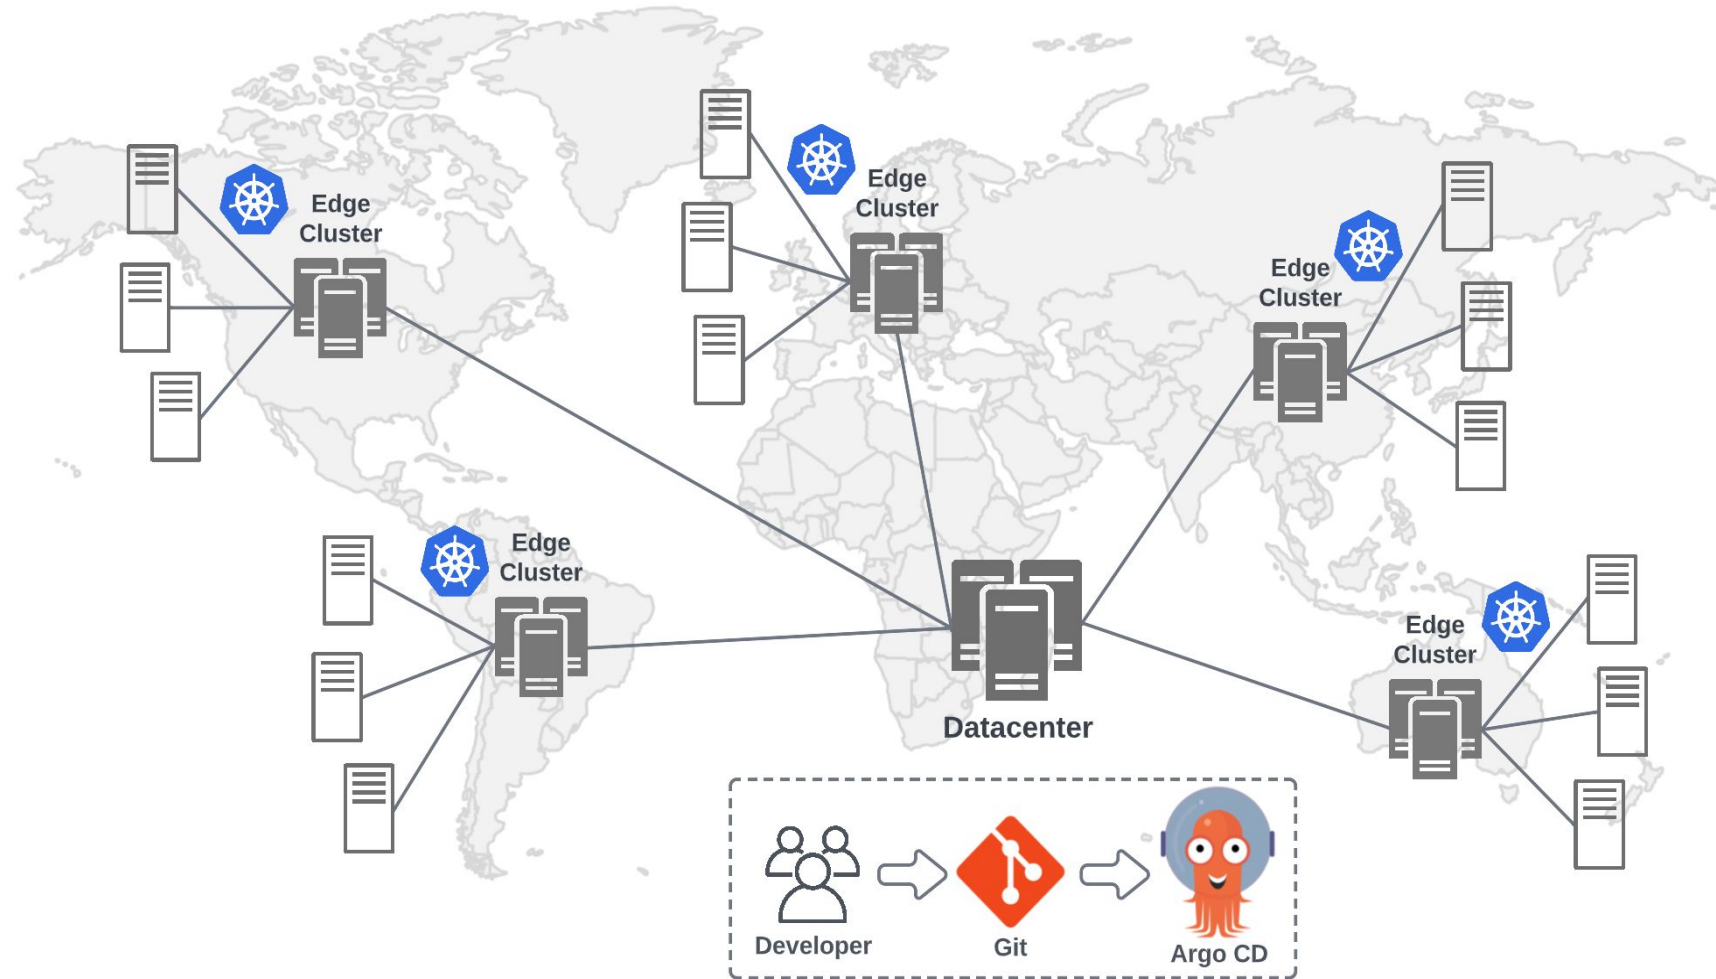 Edge
Cluster
Edge
Cluster
Edge
Cluster
Edge
Cluster
Edge
Cluster
Datacenter
Developer
Git
Argo CD